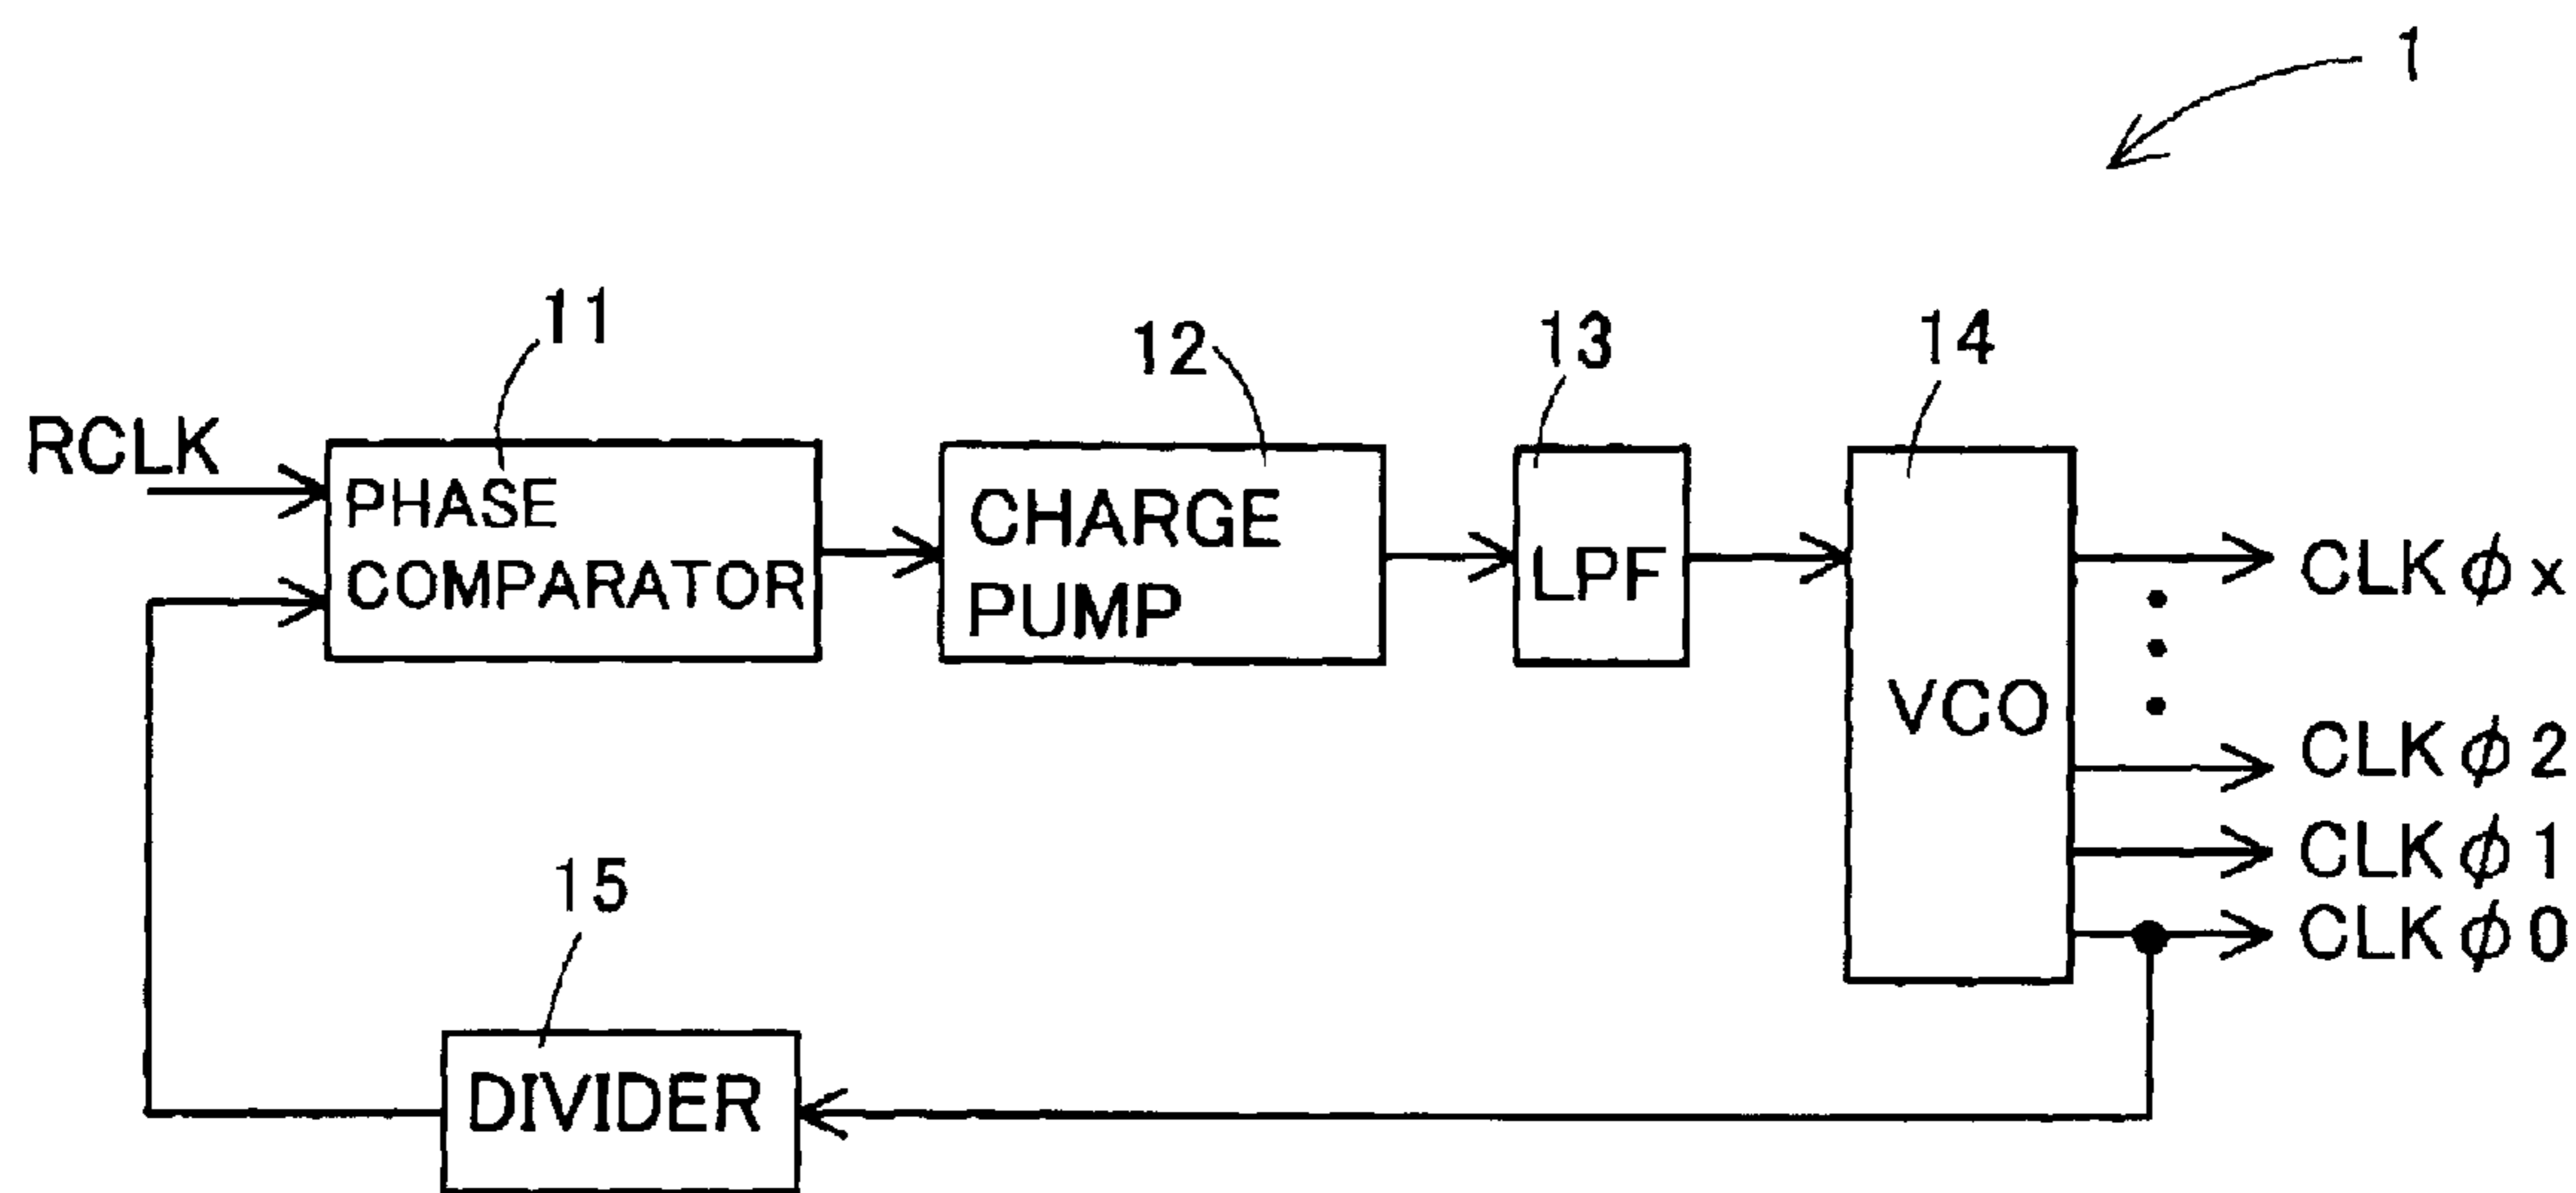 1
11
12
13
14
RCLK
PHASE
COMPARATOR
CHARGE
PUMP
LPF
VCO
CLKϕx
CLKϕ2
CLKϕ1
CLKϕ0
15
DIVIDER